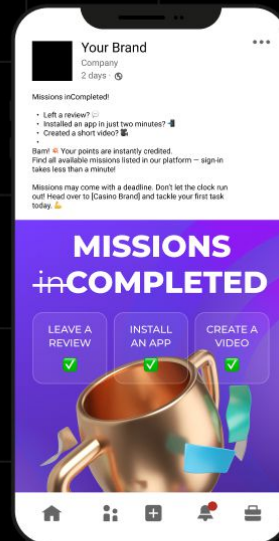 Your Brand
Company
2 days ·
Missions inCompleted!
• Left a review? 💬
• Installed an app in just two minutes? 📲
• Created a short video? 🎥
•
Bam! 💥 Your points are instantly credited.
Find all available missions listed in our platform — sign-in
takes less than a minute!
Missions may come with a deadline. Don't let the clock run
out! Head over to [Casino Brand] and tackle your first task
today. 💪
MISSIONS
inCOMPLETED
LEAVE A
REVIEW
✅
INSTALL
AN APP
✅
CREATE A
VIDEO
✅